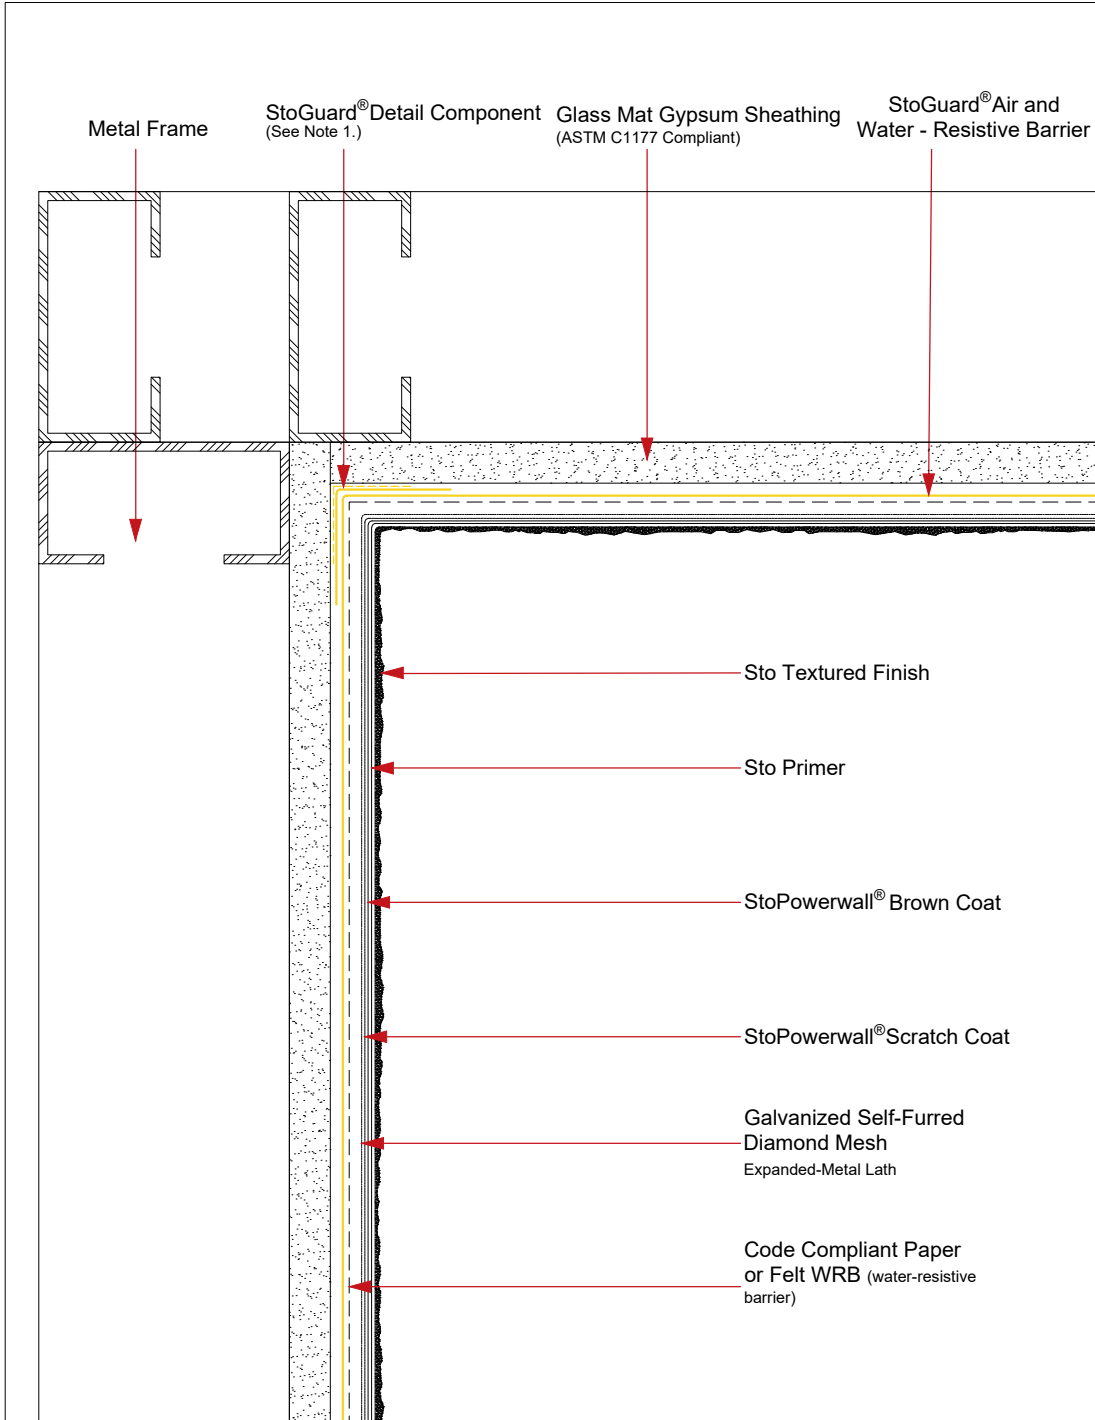 Metal Frame
StoGuard® Detail Component
(See Note 1.)
Glass Mat Gypsum Sheathing
(ASTM C1177 Compliant)
StoGuard® Air and
Water - Resistive Barrier
Sto Textured Finish
Sto Primer
StoPowerwall® Brown Coat
StoPowerwall® Scratch Coat
Galvanized Self-Furred
Diamond Mesh
Expanded-Metal Lath
Code Compliant Paper
or Felt WRB (water-resistive
barrier)